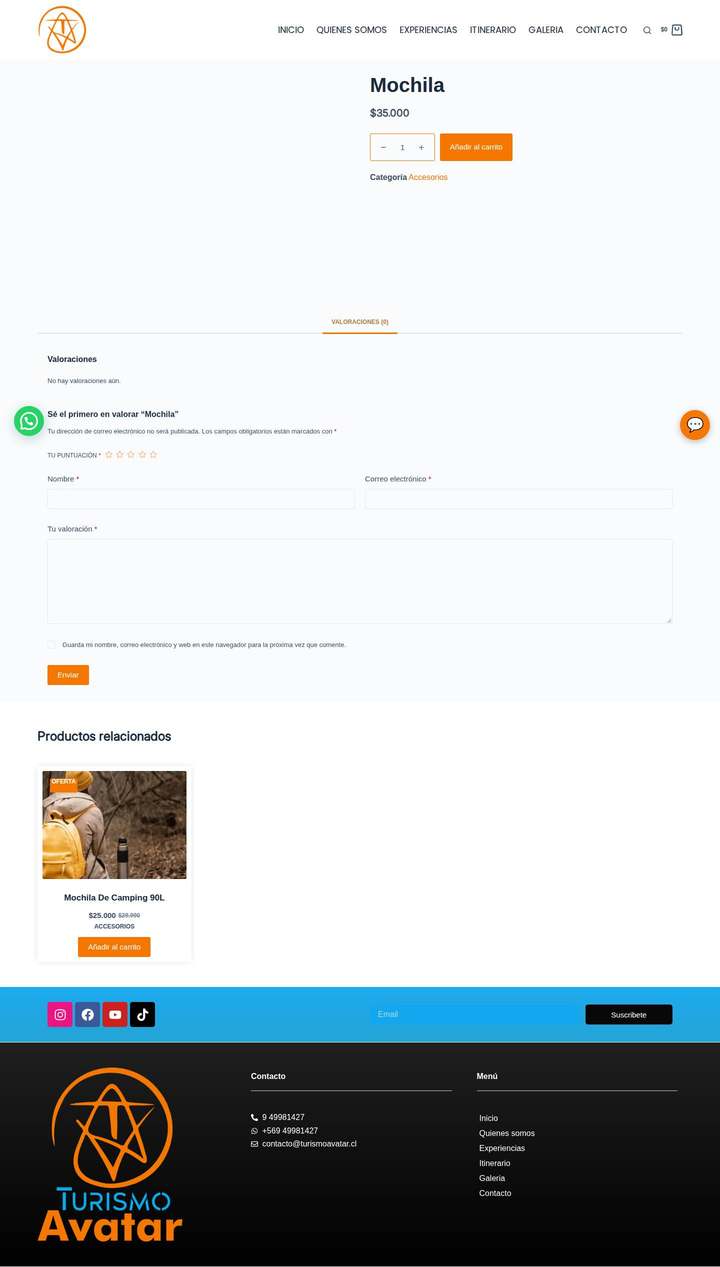 INICIO QUIENES SOMOS EXPERIENCIAS ITINERARIO GALERIA CONTACTO $0
Mochila
$35.000
− 1 + Añadir al carrito
Categoría Accesorios
VALORACIONES (0)
Valoraciones
No hay valoraciones aún.
Sé el primero en valorar “Mochila”
Tu dirección de correo electrónico no será publicada. Los campos obligatorios están marcados con *
TU PUNTUACIÓN *
Nombre * Correo electrónico *
Tu valoración *
Guarda mi nombre, correo electrónico y web en este navegador para la próxima vez que comente.
Enviar
Productos relacionados
OFERTA
Mochila De Camping 90L
$25.000
ACCESORIOS
Añadir al carrito
Email Suscribete
Contacto
9 49981427
+569 49981427
contacto@turismoavatar.cl
Menú
Inicio
Quienes somos
Experiencias
Itinerario
Galeria
Contacto
TURISMO
Avatar